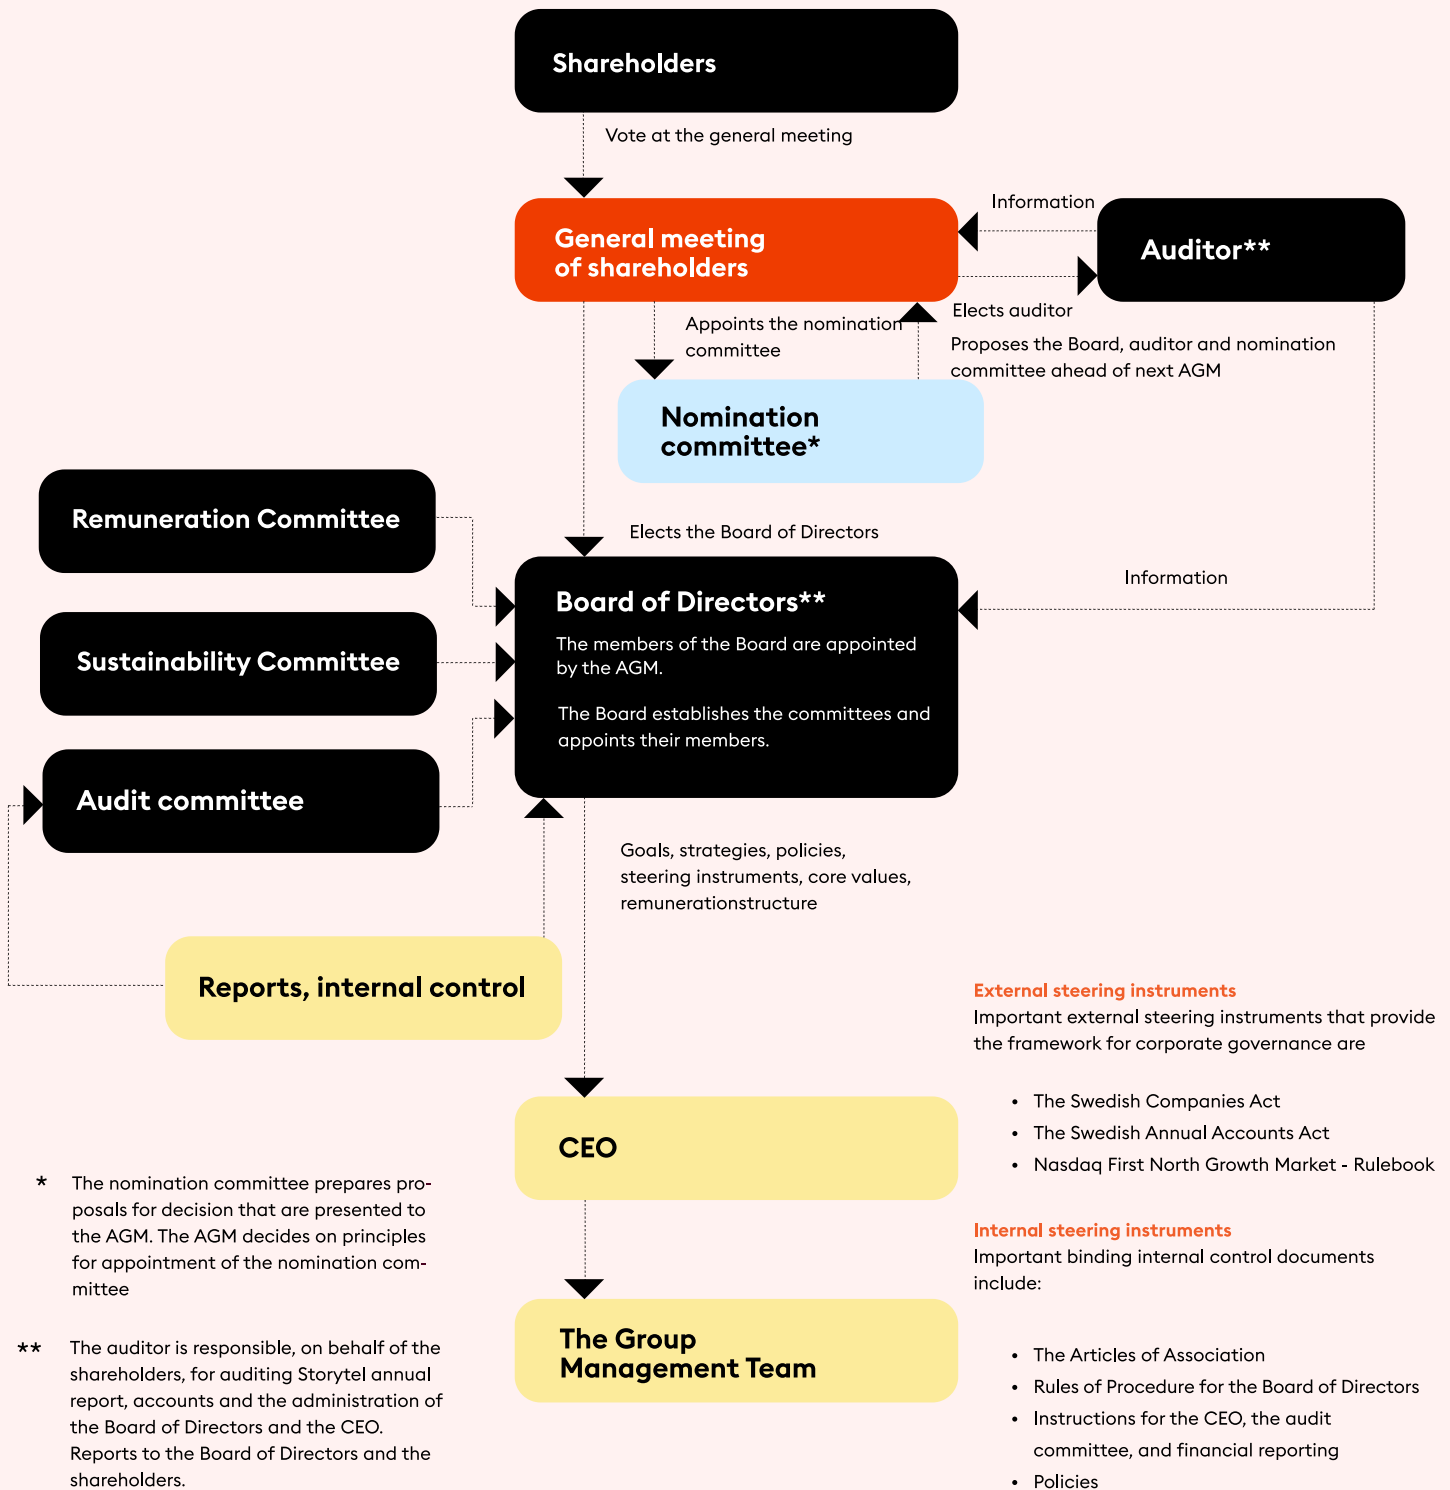 Shareholders
Vote at the general meeting
Information
General meeting
of shareholders
Auditor**
Elects auditor
Appoints the nomination
committee
Proposes the Board, auditor and nomination
committee ahead of next AGM
Nomination
committee*
Remuneration Committee
Elects the Board of Directors
Information
Board of Directors**
The members of the Board are appointed
by the AGM.
The Board establishes the committees and
appoints their members.
Sustainability Committee
Audit committee
Goals, strategies, policies,
steering instruments, core values,
remunerationstructure
Reports, internal control
External steering instruments
Important external steering instruments that provide
the framework for corporate governance are
• The Swedish Companies Act
• The Swedish Annual Accounts Act
• Nasdaq First North Growth Market - Rulebook
CEO
* The nomination committee prepares pro-
posals for decision that are presented to
the AGM. The AGM decides on principles
for appointment of the nomination com-
mittee
Internal steering instruments
Important binding internal control documents
include:
The Group
Management Team
** The auditor is responsible, on behalf of the
shareholders, for auditing Storytel annual
report, accounts and the administration of
the Board of Directors and the CEO.
Reports to the Board of Directors and the
shareholders.
• The Articles of Association
• Rules of Procedure for the Board of Directors
• Instructions for the CEO, the audit
committee, and financial reporting
• Policies